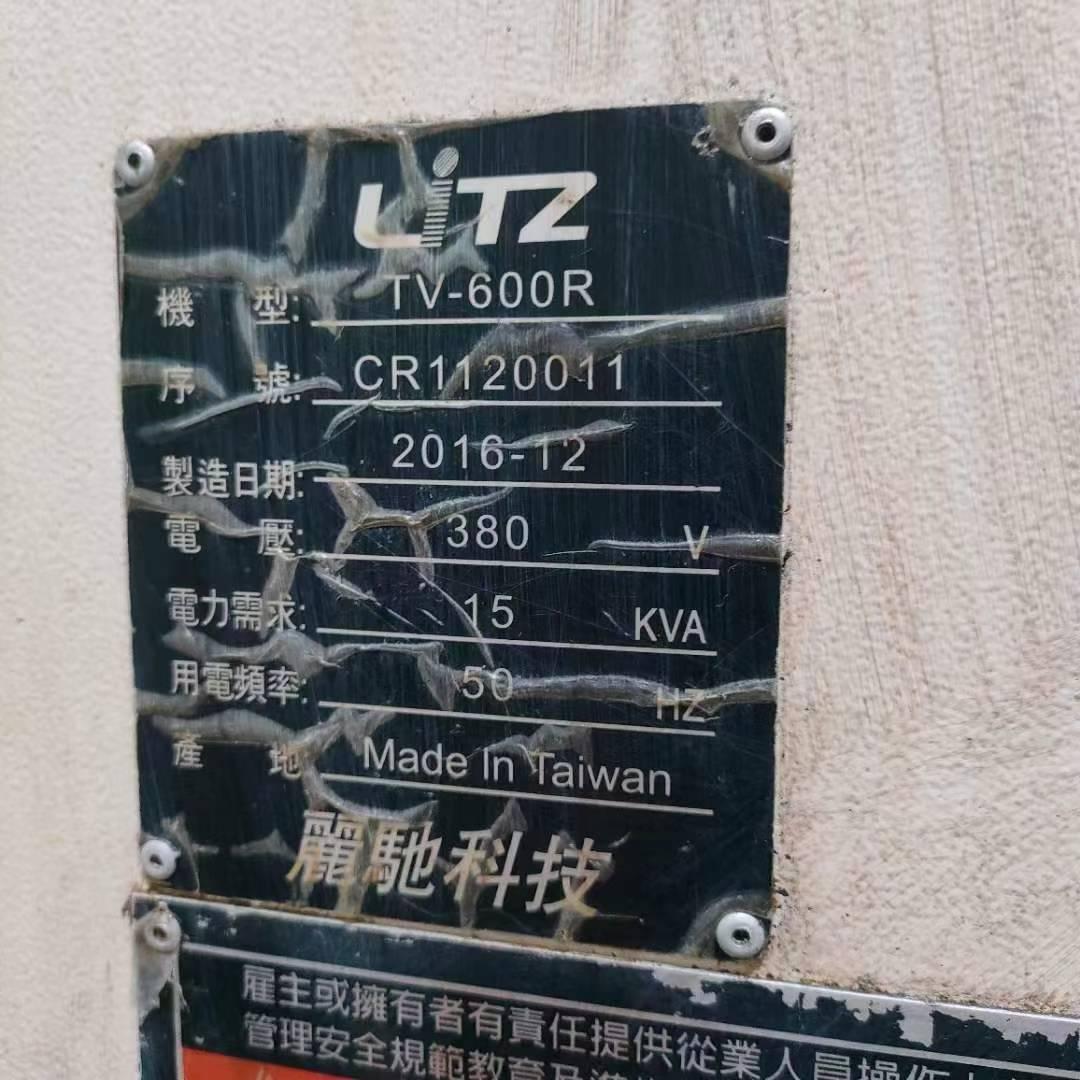 LiTZ
機 型: TV-600R
序 號: CR1120011
製造日期: 2016-12
電 壓: 380 V
電力需求: 15 KVA
用電頻率: 50 HZ
產 地 Made In Taiwan
麗馳科技
雇主或擁有者有責任提供從業人員操作
管理安全規範教育及